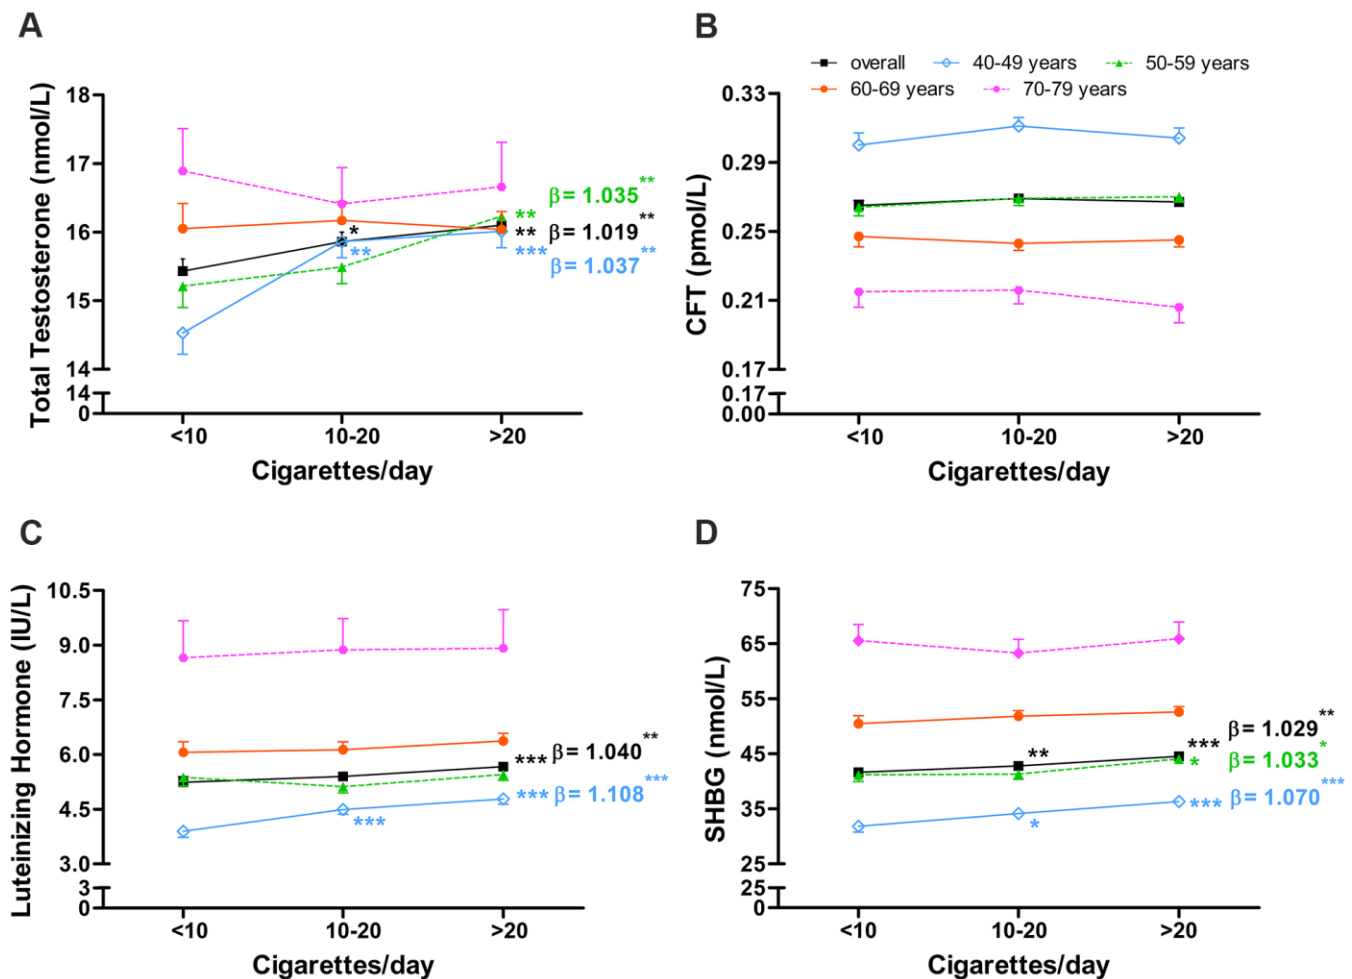 A
Total Testosterone (nmol/L)
18
17
16
15
14
14
0
*
**
**
**
***
β= 1.035**
β= 1.019**
β= 1.037**
<10
10-20
>20
Cigarettes/day
B
overall
40-49 years
50-59 years
60-69 years
70-79 years
CFT (pmol/L)
0.33
0.29
0.25
0.21
0.17
0.17
0.00
<10
10-20
>20
Cigarettes/day
C
Luteinizing Hormone (IU/L)
10.5
9.0
7.5
6.0
4.5
3.0
3
0
***
*** β= 1.040**
*** β= 1.108***
<10
10-20
>20
Cigarettes/day
D
SHBG (nmol/L)
75
65
55
45
35
25
25
0
**
*
β= 1.029**
***
* β= 1.033*
*** β= 1.070***
<10
10-20
>20
Cigarettes/day